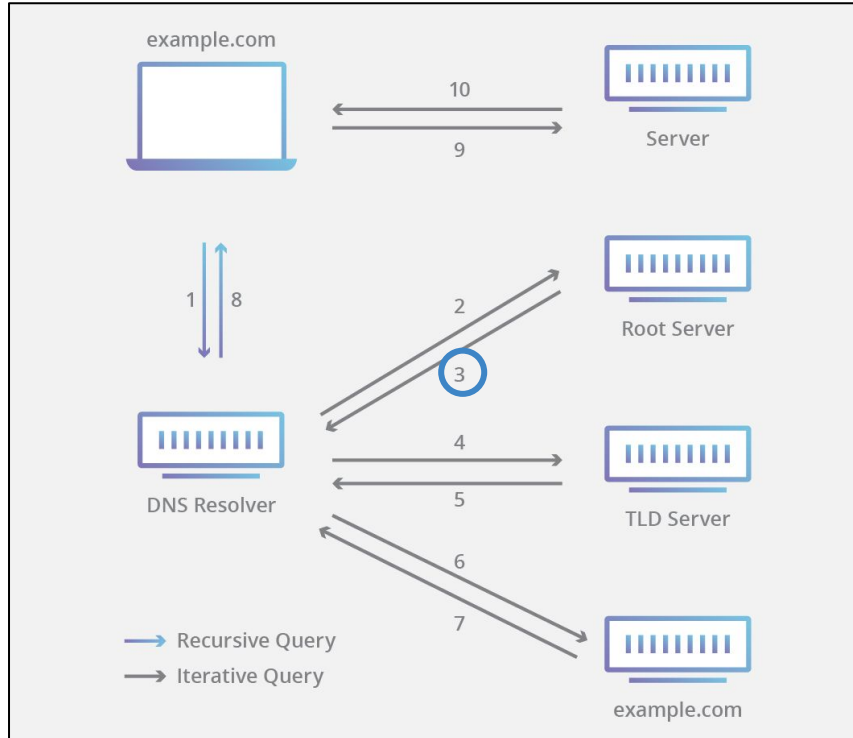 example.com
10
9
Server
1
8
2
Root Server
3
4
DNS Resolver
5
TLD Server
6
7
Recursive Query
Iterative Query
example.com